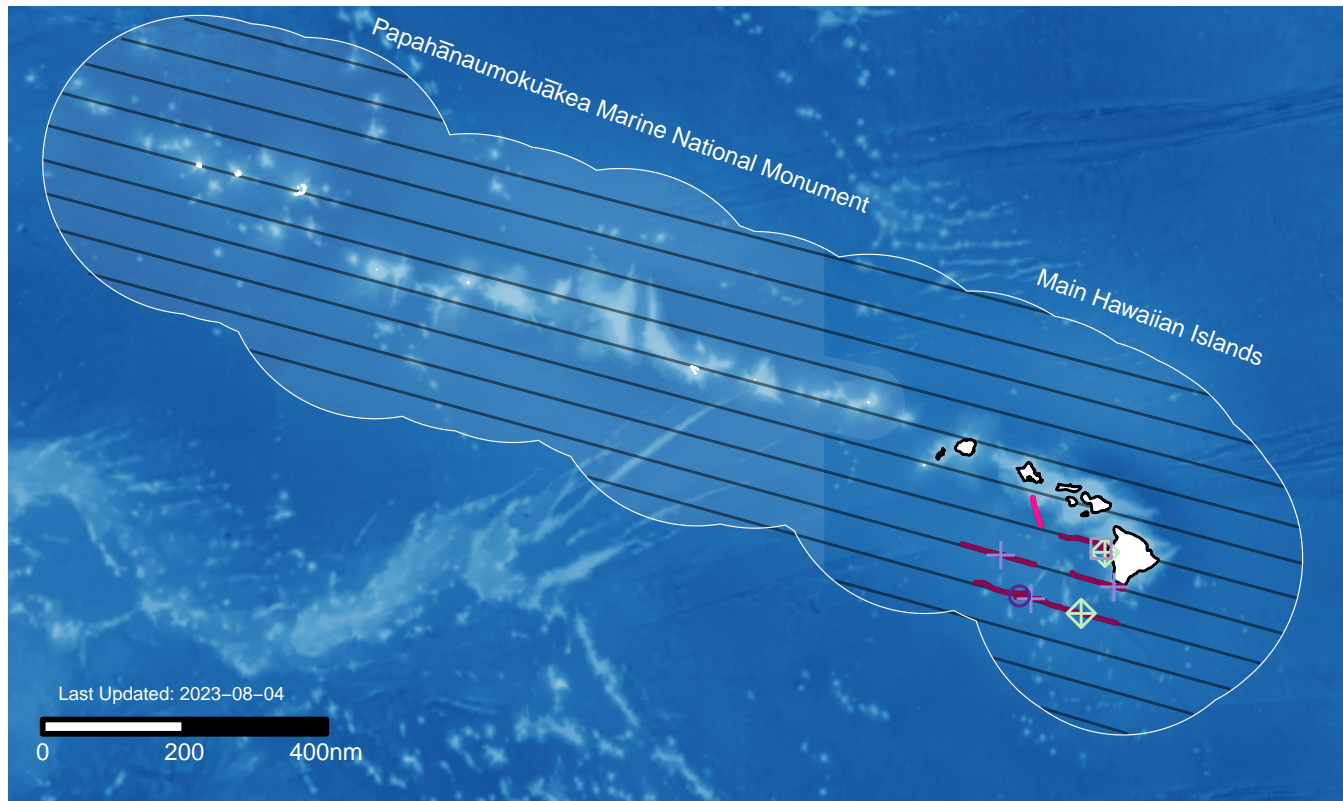 Papahānaumokuākea Marine National Monument
Main Hawaiian Islands
Last Updated: 2023−08−04
0 200 400nm